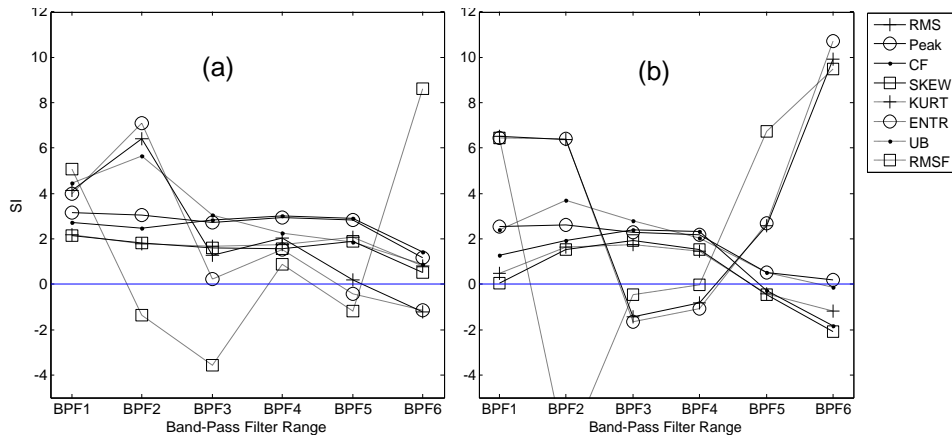 (a)
12
10
8
6
4
2
0
-2
-4
SI
BPF1 BPF2 BPF3 BPF4 BPF5 BPF6
Band-Pass Filter Range
(b)
12
10
8
6
4
2
0
-2
-4
BPF1 BPF2 BPF3 BPF4 BPF5 BPF6
Band-Pass Filter Range
RMS
Peak
CF
SKEW
KURT
ENTR
UB
RMSF